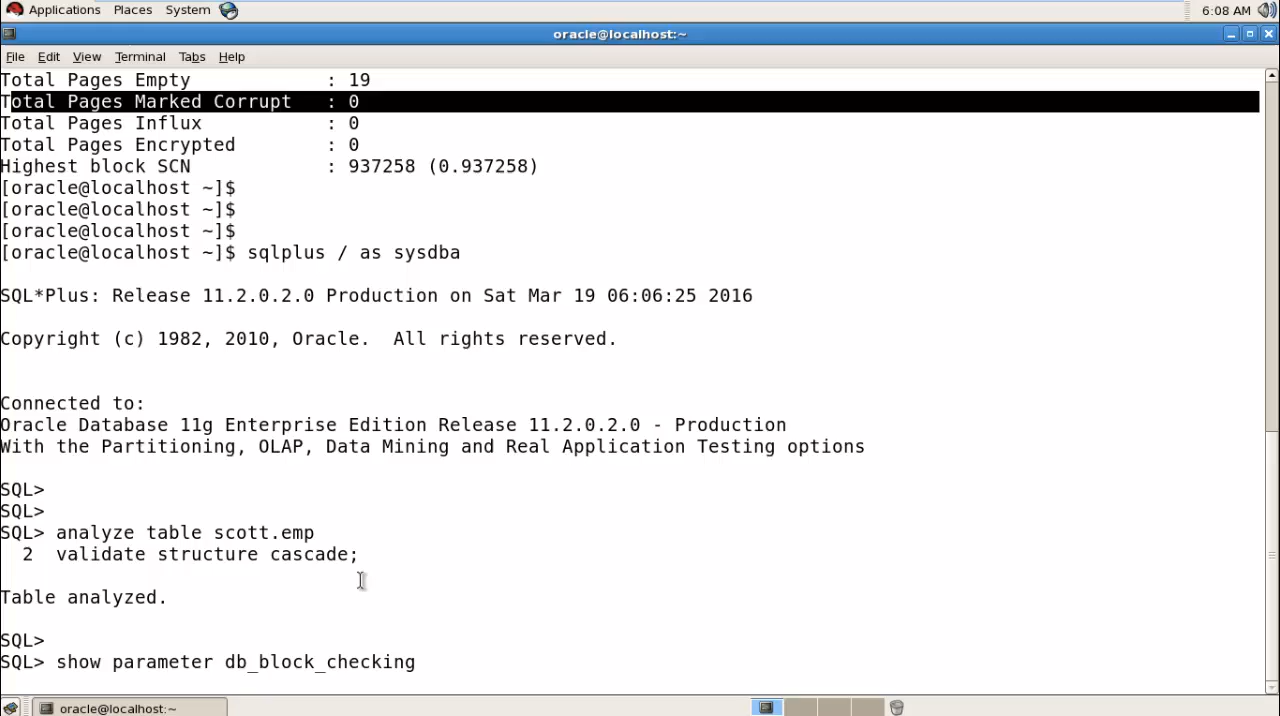 Applications Places System 6:08 AM
oracle@localhost:~
File Edit View Terminal Tabs Help
Total Pages Empty            : 19
Total Pages Marked Corrupt   : 0
Total Pages Influx           : 0
Total Pages Encrypted        : 0
Highest block SCN            : 937258 (0.937258)
[oracle@localhost ~]$
[oracle@localhost ~]$
[oracle@localhost ~]$
[oracle@localhost ~]$ sqlplus / as sysdba
SQL*Plus: Release 11.2.0.2.0 Production on Sat Mar 19 06:06:25 2016
Copyright (c) 1982, 2010, Oracle.  All rights reserved.
Connected to:
Oracle Database 11g Enterprise Edition Release 11.2.0.2.0 - Production
With the Partitioning, OLAP, Data Mining and Real Application Testing options
SQL>
SQL>
SQL> analyze table scott.emp
  2  validate structure cascade;
Table analyzed.
SQL>
SQL> show parameter db_block_checking
oracle@localhost:~